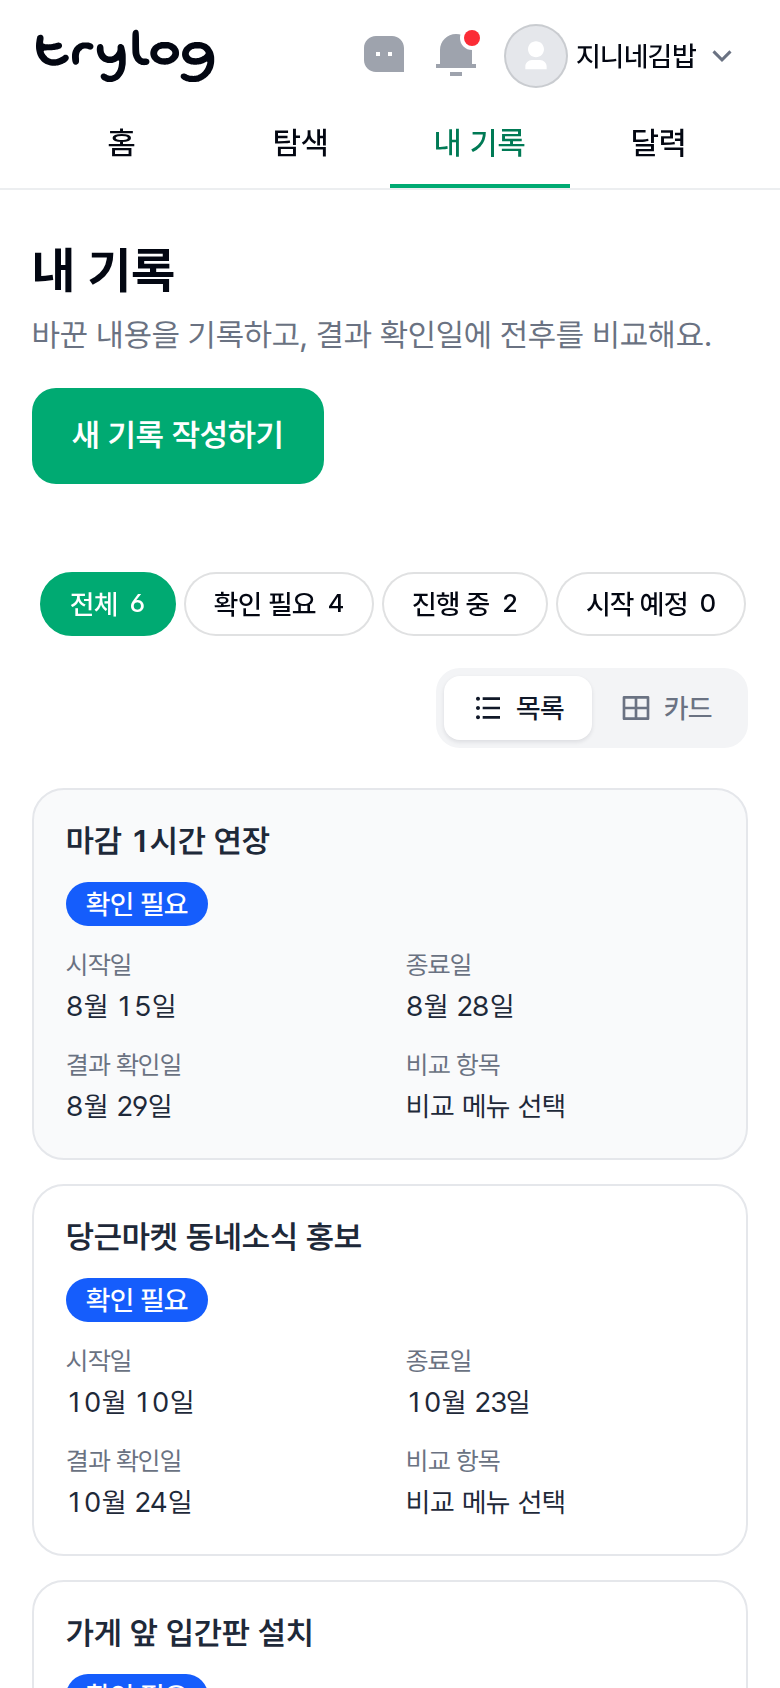 trylog
지니네김밥
홈 탐색 내 기록 달력
내 기록
바꾼 내용을 기록하고, 결과 확인일에 전후를 비교해요.
새 기록 작성하기
전체 6 확인 필요 4 진행 중 2 시작 예정 0
목록 카드
마감 1시간 연장
확인 필요
시작일 종료일
8월 15일 8월 28일
결과 확인일 비교 항목
8월 29일 비교 메뉴 선택
당근마켓 동네소식 홍보
확인 필요
시작일 종료일
10월 10일 10월 23일
결과 확인일 비교 항목
10월 24일 비교 메뉴 선택
가게 앞 입간판 설치